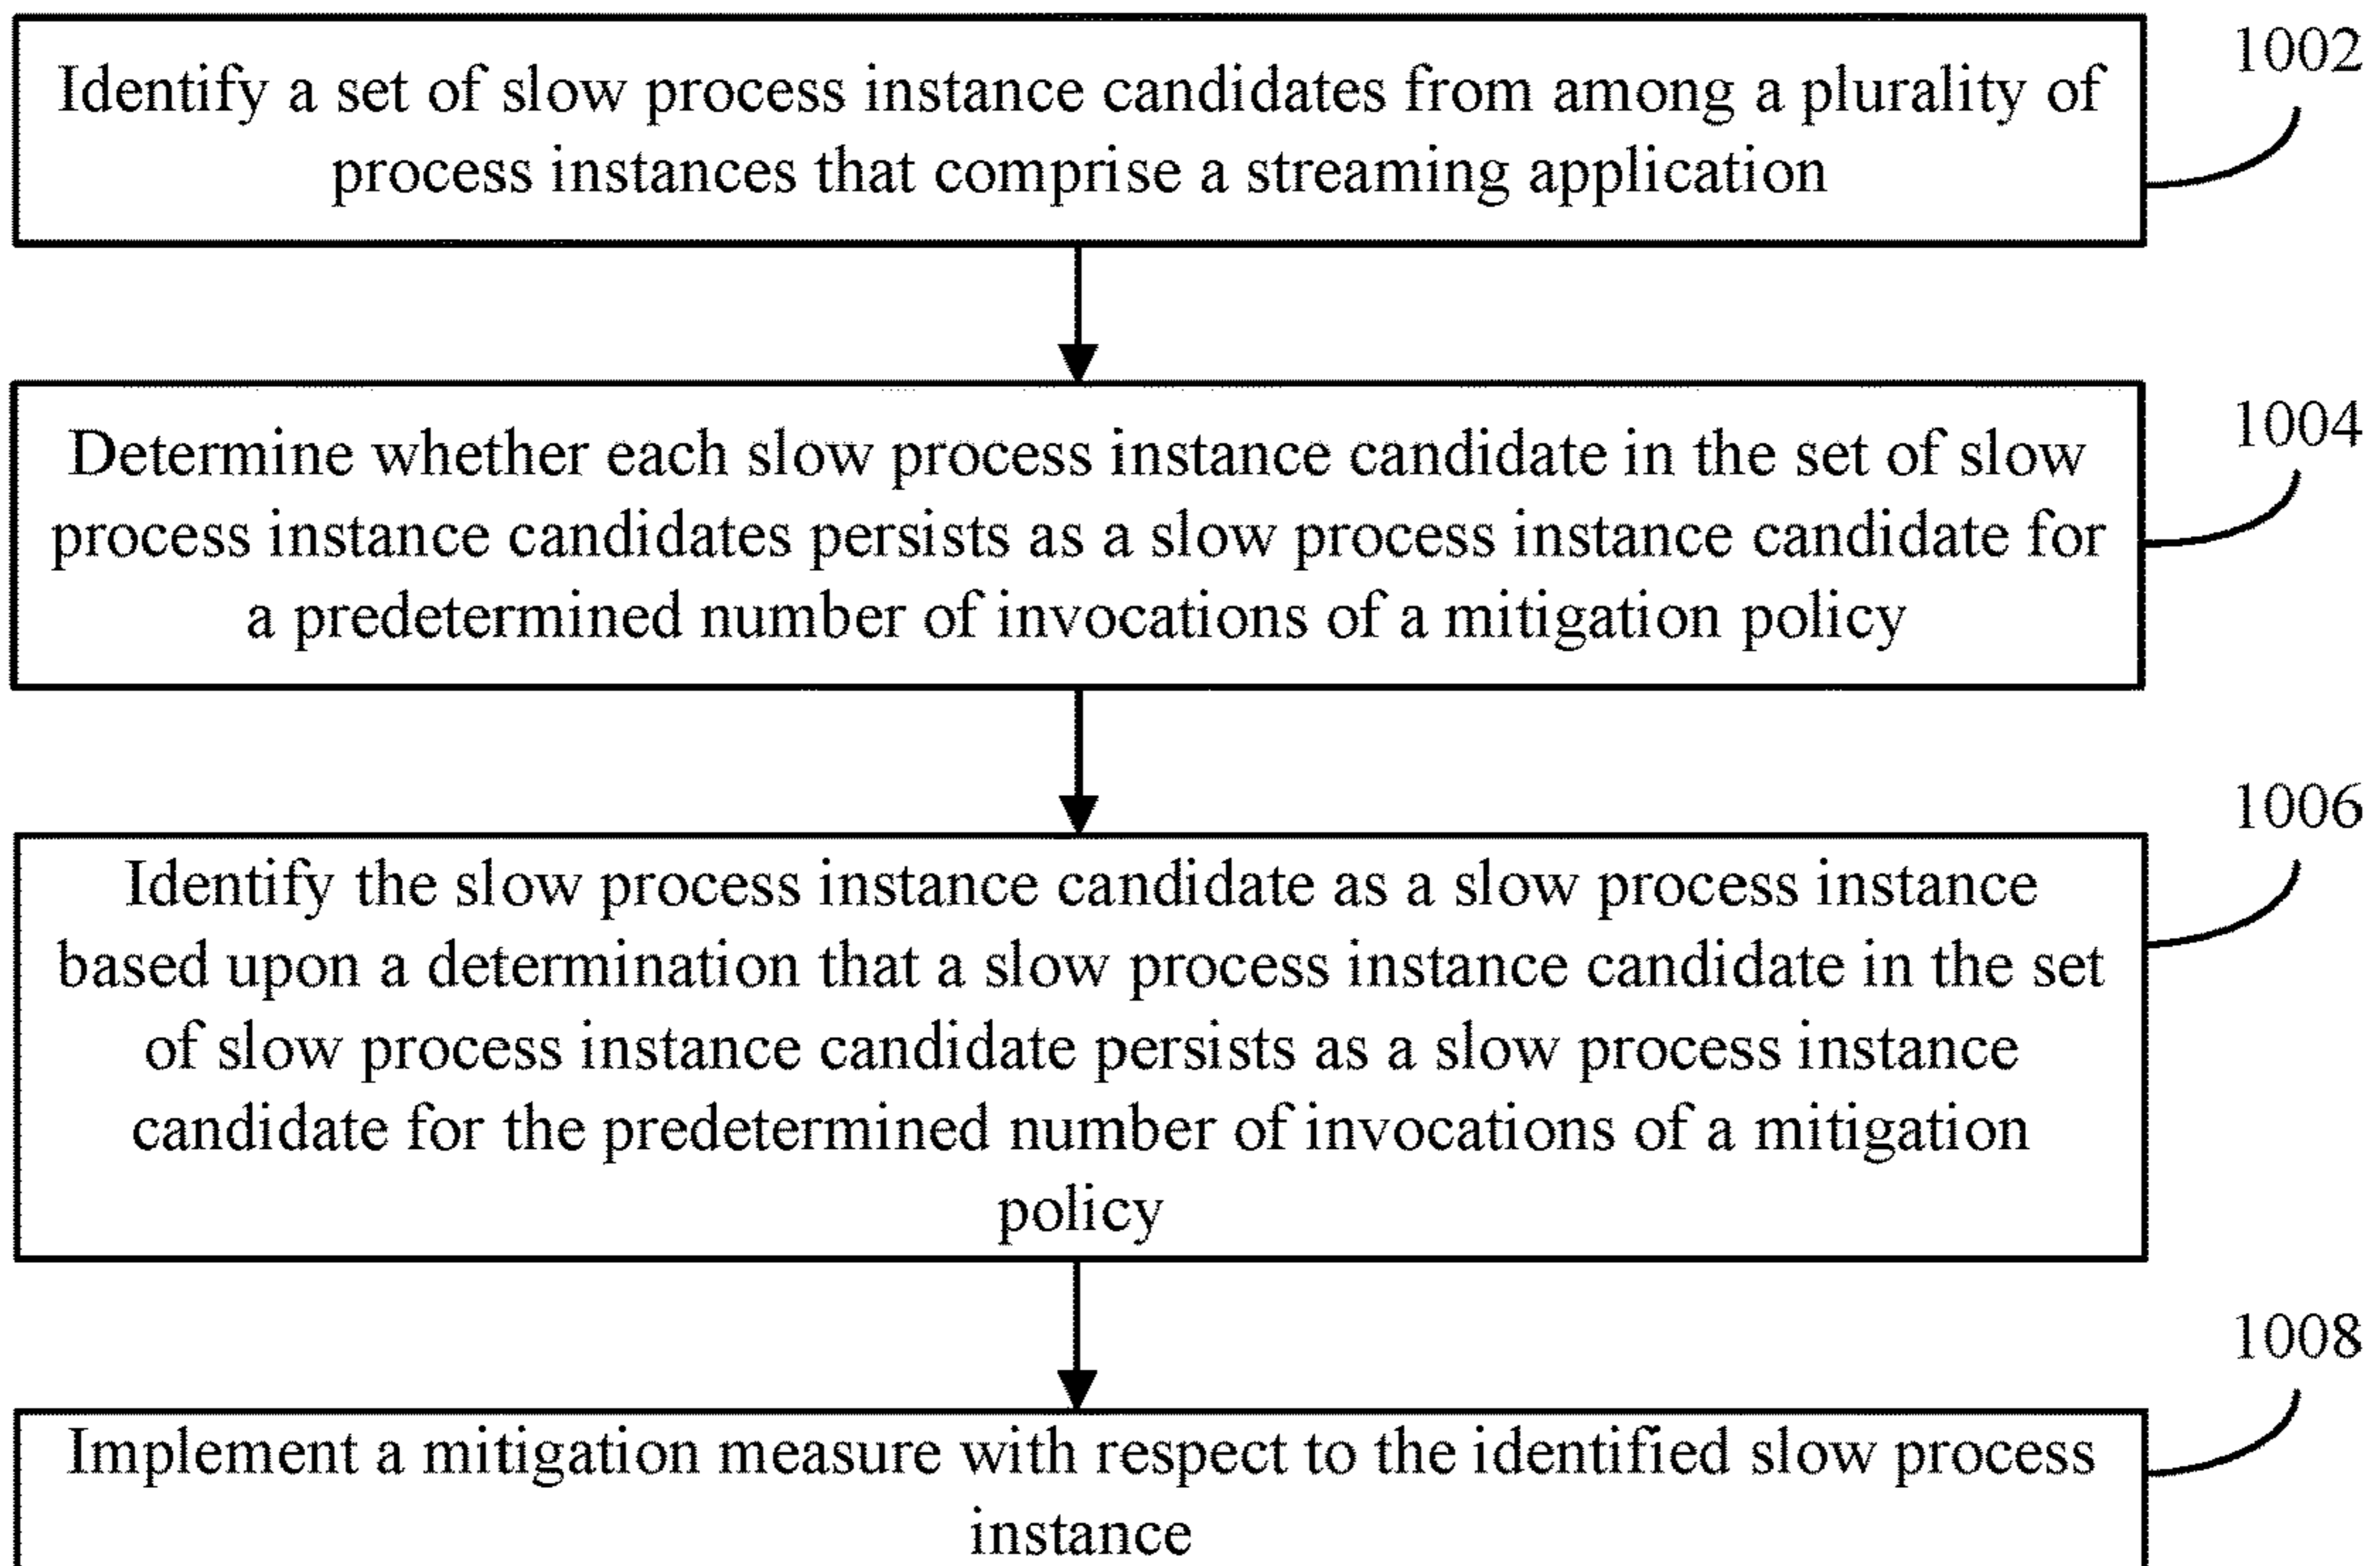 1002
Identify a set of slow process instance candidates from among a plurality of
process instances that comprise a streaming application
1004
Determine whether each slow process instance candidate in the set of slow
process instance candidates persists as a slow process instance candidate for
a predetermined number of invocations of a mitigation policy
1006
Identify the slow process instance candidate as a slow process instance
based upon a determination that a slow process instance candidate in the set
of slow process instance candidate persists as a slow process instance
candidate for the predetermined number of invocations of a mitigation
policy
1008
Implement a mitigation measure with respect to the identified slow process
instance